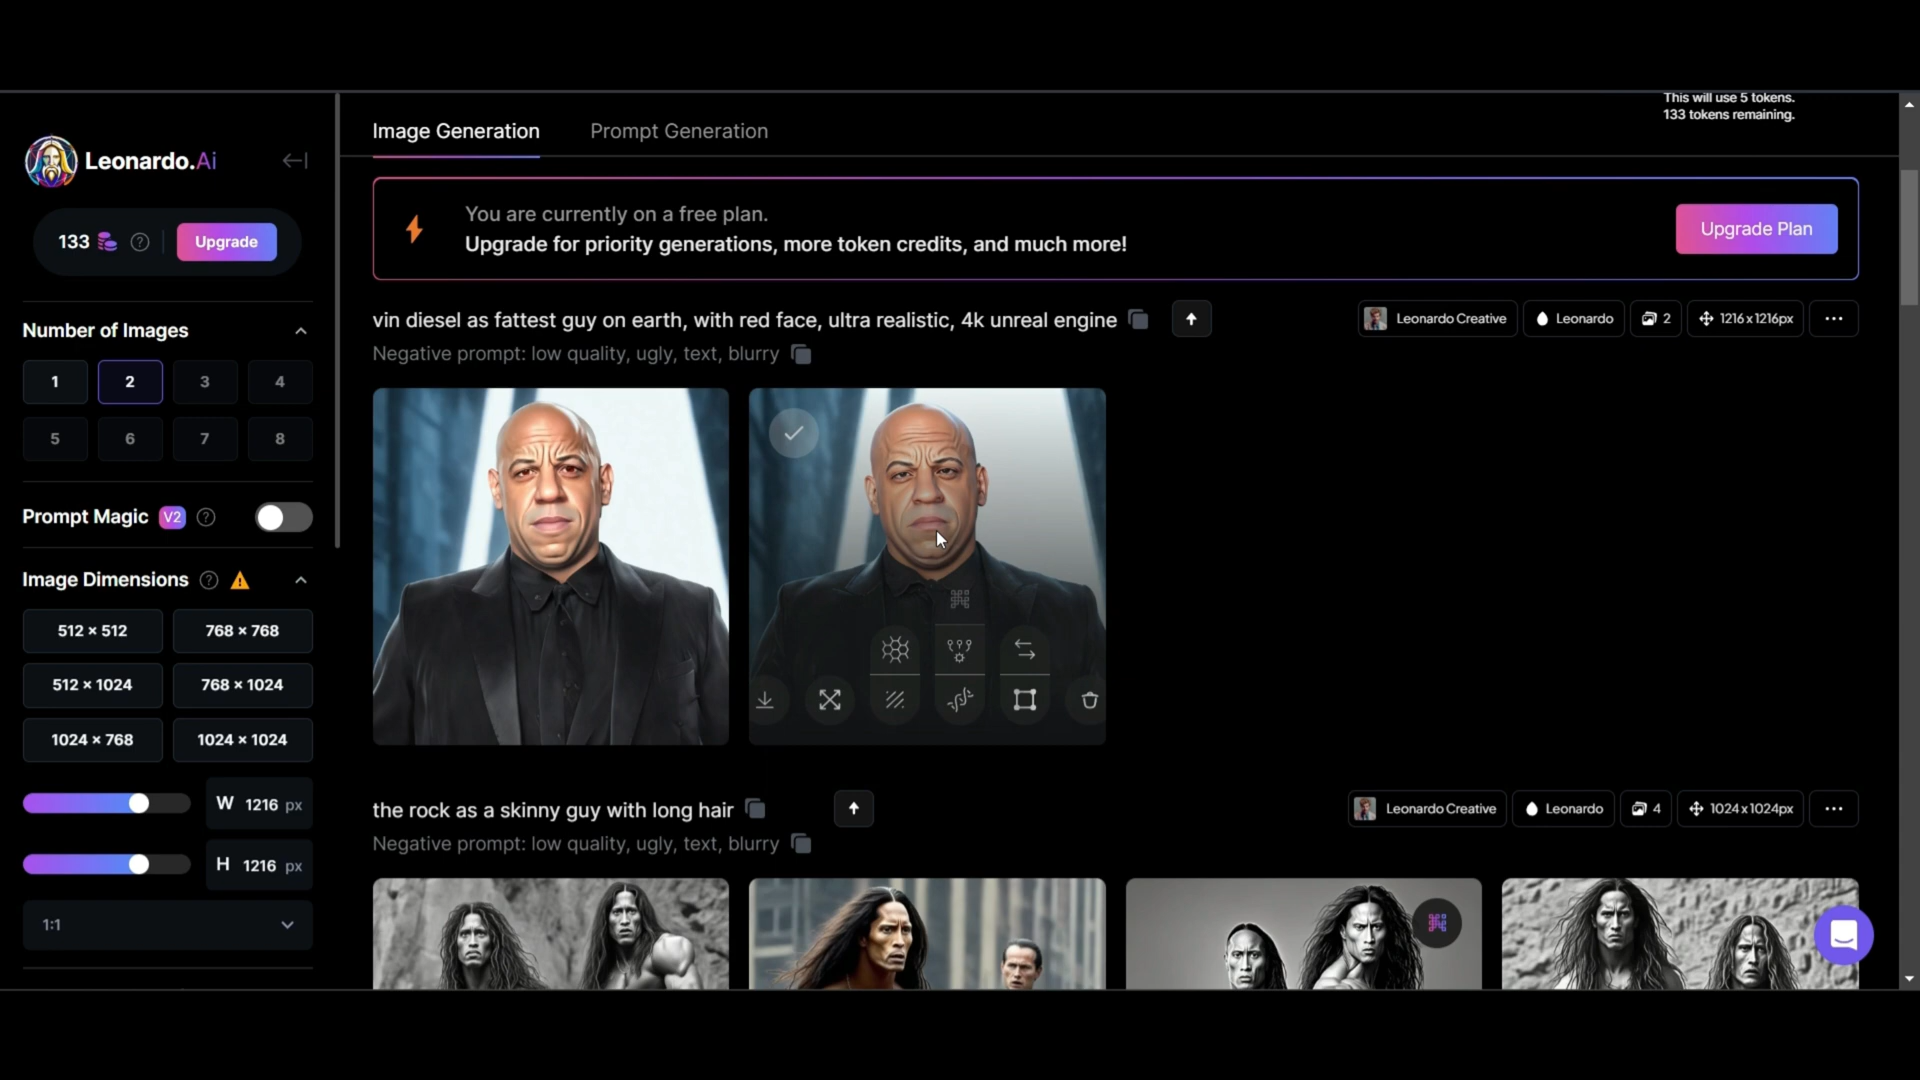 This will use 5 tokens.
133 tokens remaining.
Image Generation
Prompt Generation
Leonardo.Ai
133
Upgrade
You are currently on a free plan.
Upgrade for priority generations, more token credits, and much more!
Upgrade Plan
Number of Images
1 2 3 4
5 6 7 8
Prompt Magic V2
Image Dimensions
512 × 512 768 × 768
512 × 1024 768 × 1024
1024 × 768 1024 × 1024
W 1216 px
H 1216 px
1:1
vin diesel as fattest guy on earth, with red face, ultra realistic, 4k unreal engine
Leonardo Creative
Leonardo
2
1216x1216px
Negative prompt: low quality, ugly, text, blurry
the rock as a skinny guy with long hair
Leonardo Creative
Leonardo
4
1024x1024px
Negative prompt: low quality, ugly, text, blurry